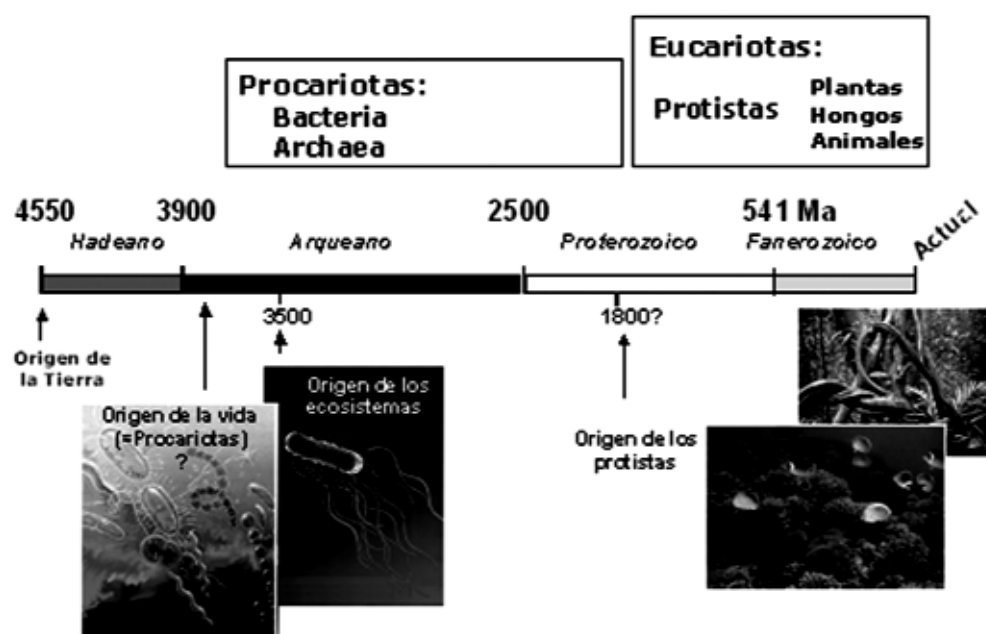 Procariotas:
Bacteria
Archaea
Eucariotas:
Protistas
Plantas
Hongos
Animales
4550
3900
2500
541 Ma
Actual
Hadeano
Arqueano
Proterozoico
Fanerozoico
3500
1800?
Origen de
la Tierra
Origen de la vida
(=Procariotas)
?
Origen de los
ecosistemas
Origen de los
protistas